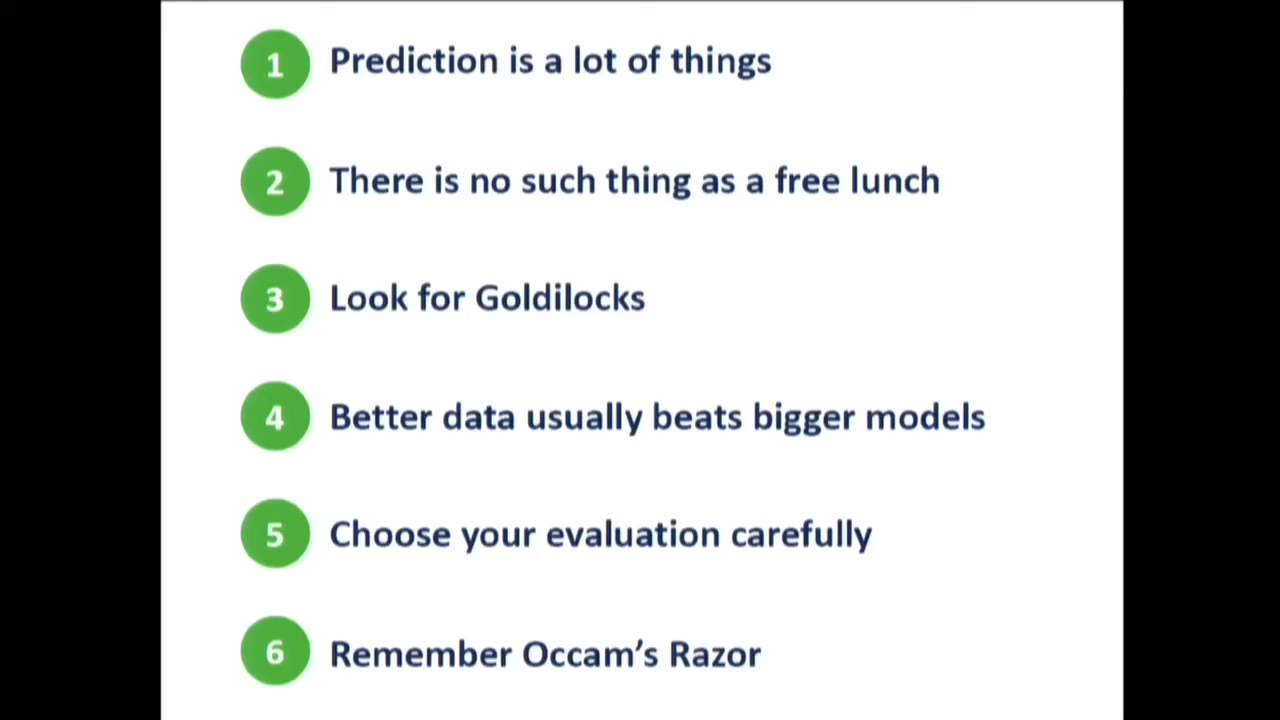 1 Prediction is a lot of things
2 There is no such thing as a free lunch
3 Look for Goldilocks
4 Better data usually beats bigger models
5 Choose your evaluation carefully
6 Remember Occam’s Razor